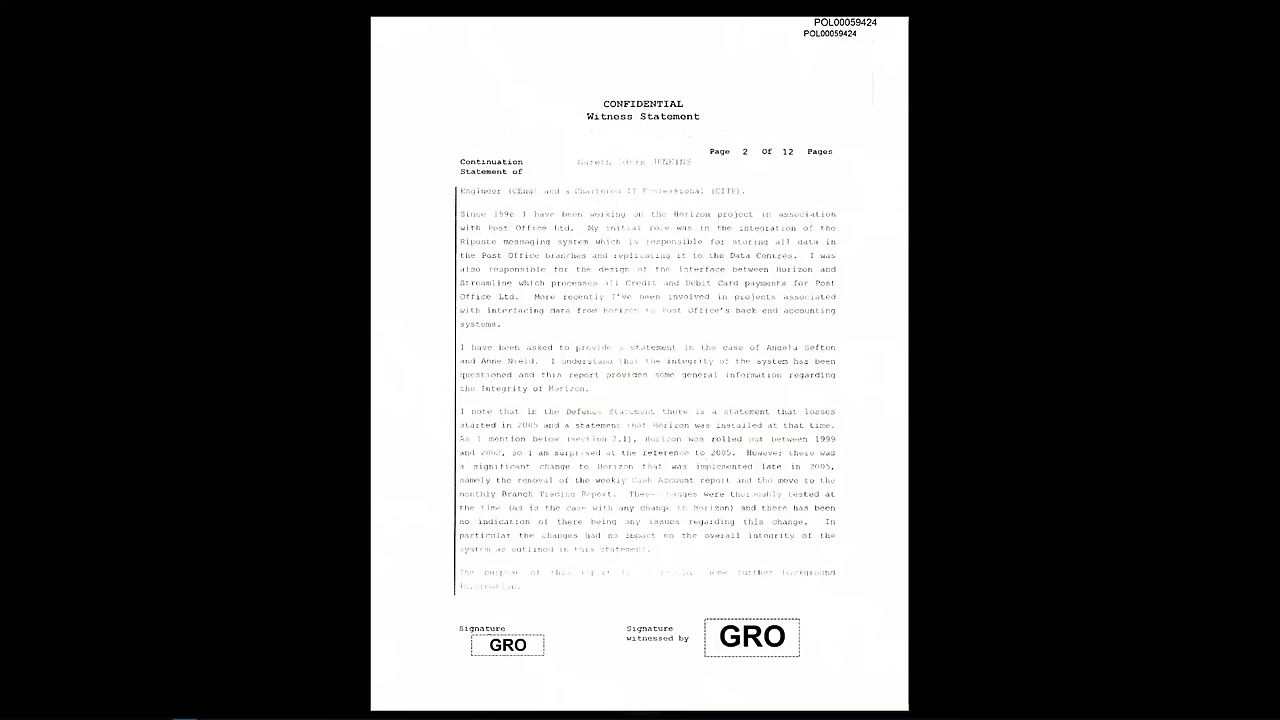 POL00059424
POL00059424
CONFIDENTIAL
Witness Statement
Page 2 Of 12 Pages
Continuation Statement of Gareth Idris JENKINS
Engineer (CEng) and a Chartered IT Professional (CITP).
Since 1996 I have been working on the Horizon project in association
with Post Office Ltd. My initial role was in the integration of the
Riposte messaging system which is responsible for storing all data in
the Post Office branches and replicating it to the Data Centres. I was
also responsible for the design of the interface between Horizon and
Streamline which processes all Credit and Debit Card payments for Post
Office Ltd. More recently I've been involved in projects associated
with interfacing data from Horizon to Post Office's back end accounting
systems.
I have been asked to provide a statement in the case of Angela Sefton
and Anne Nield. I understand that the integrity of the system has been
questioned and this report provides some general information regarding
the Integrity of Horizon.
I note that in the Defence Statement there is a statement that losses
started in 2005 and a statement that Horizon was installed at that time.
As I mention below (section 2.1), Horizon was rolled out between 1999
and 2002, so I am surprised at the reference to 2005. However there was
a significant change to Horizon that was implemented late in 2005,
namely the removal of the weekly Cash Account report and the move to the
monthly Branch Trading Report. These changes were thoroughly tested at
the time (as is the case with any change to Horizon) and there has been
no indication of there being any issues regarding this change. In
particular the changes had no impact on the overall integrity of the
system as outlined in this statement.
The purpose of this report is to provide some further background
information.
Signature
GRO
Signature
witnessed by
GRO